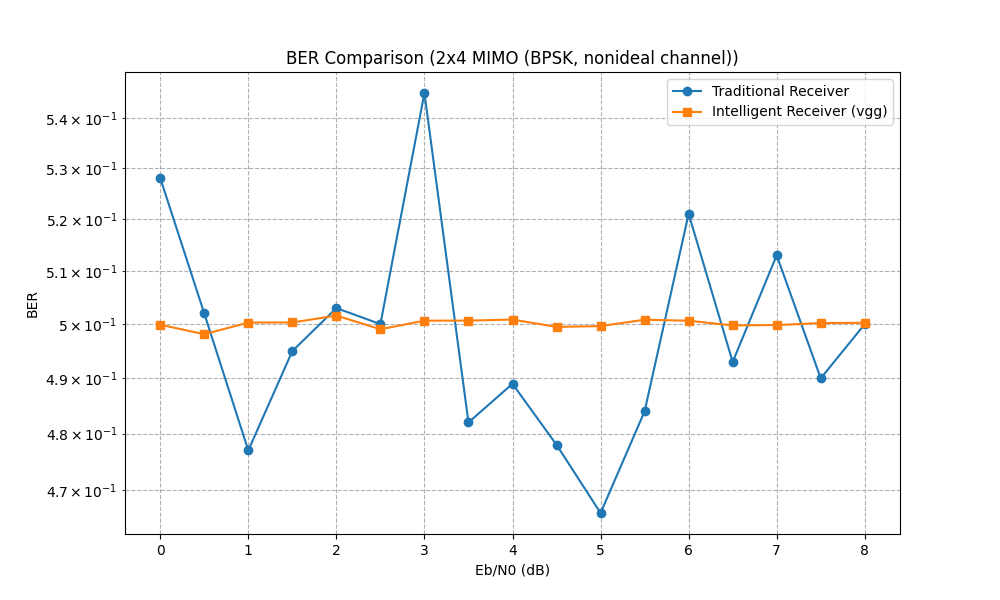 BER Comparison (2x4 MIMO (BPSK, nonideal channel))
Traditional Receiver
Intelligent Receiver (vgg)
5.4 × 10⁻¹
5.3 × 10⁻¹
5.2 × 10⁻¹
5.1 × 10⁻¹
5 × 10⁻¹
4.9 × 10⁻¹
4.8 × 10⁻¹
4.7 × 10⁻¹
BER
0 1 2 3 4 5 6 7 8
Eb/N0 (dB)